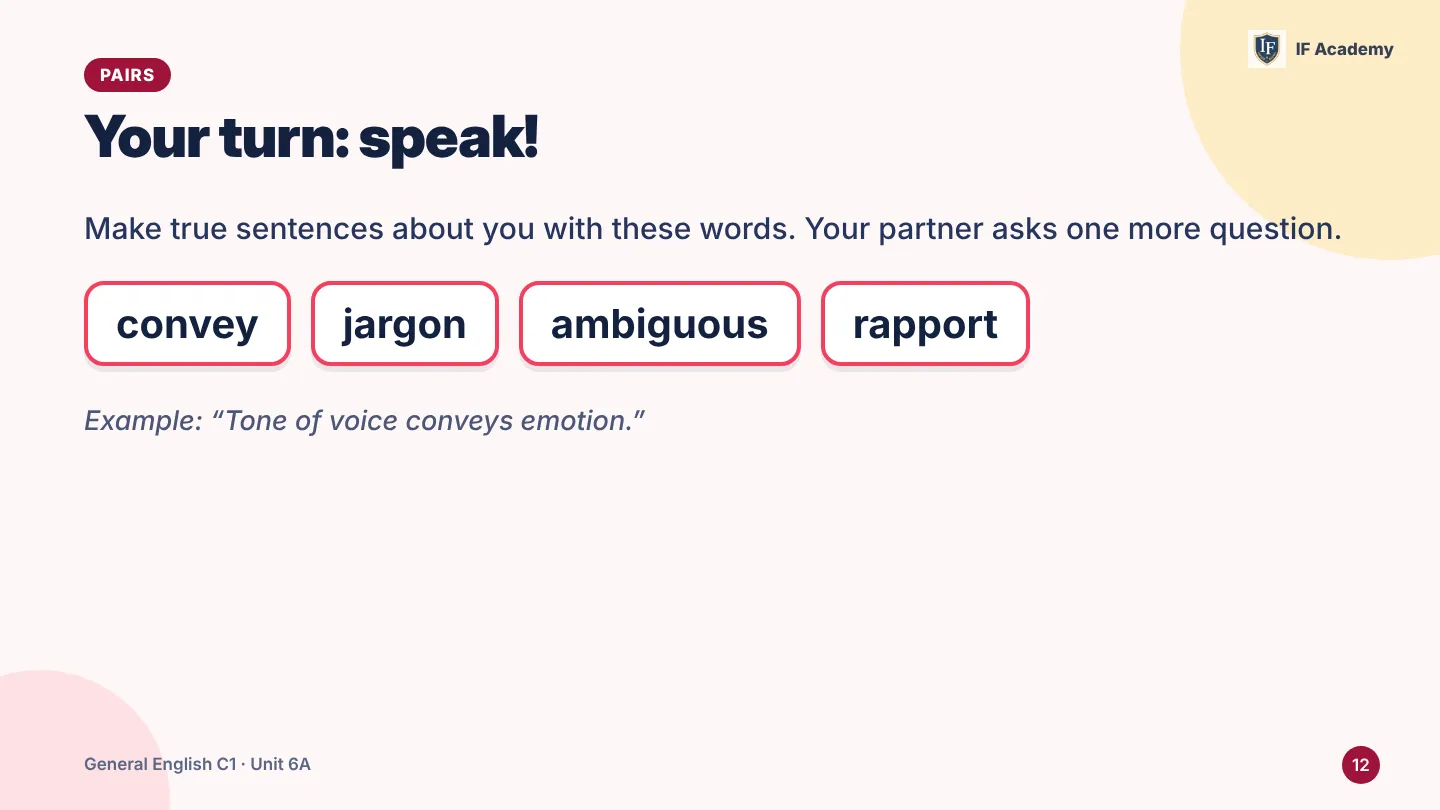 IF
IF Academy
PAIRS
Your turn: speak!
Make true sentences about you with these words. Your partner asks one more question.
convey
jargon
ambiguous
rapport
Example: “Tone of voice conveys emotion.”
General English C1 · Unit 6A
12